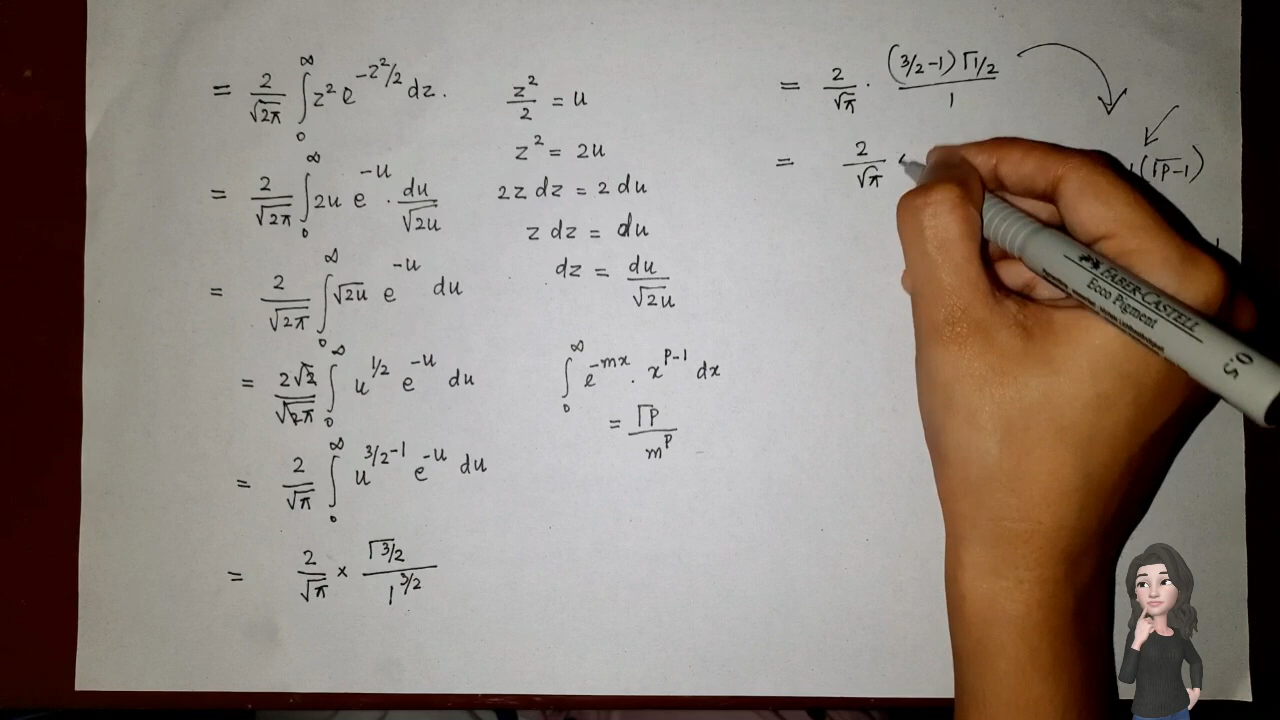 = 2/√2π ∫₀^∞ z² e^(-z²/2) dz.
= 2/√2π ∫₀^∞ 2u e^(-u) · du/√2u
= 2/√2π ∫₀^∞ √2u e^(-u) du
= 2√2/√2π ∫₀^∞ u^(1/2) e^(-u) du
= 2/√π ∫₀^∞ u^(3/2-1) e^(-u) du
= 2/√π × Γ3/2 / 1^(3/2)
z²/2 = u
z² = 2u
2z dz = 2 du
z dz = du
dz = du/√2u
∫₀^∞ e^(-mx) · x^(P-1) dx
= ΓP / m^P
= 2/√π · (3/2-1) Γ1/2 / 1
= 2/√π
(ΓP-1)
FABER-CASTELL
Ecco Pigment
0.5